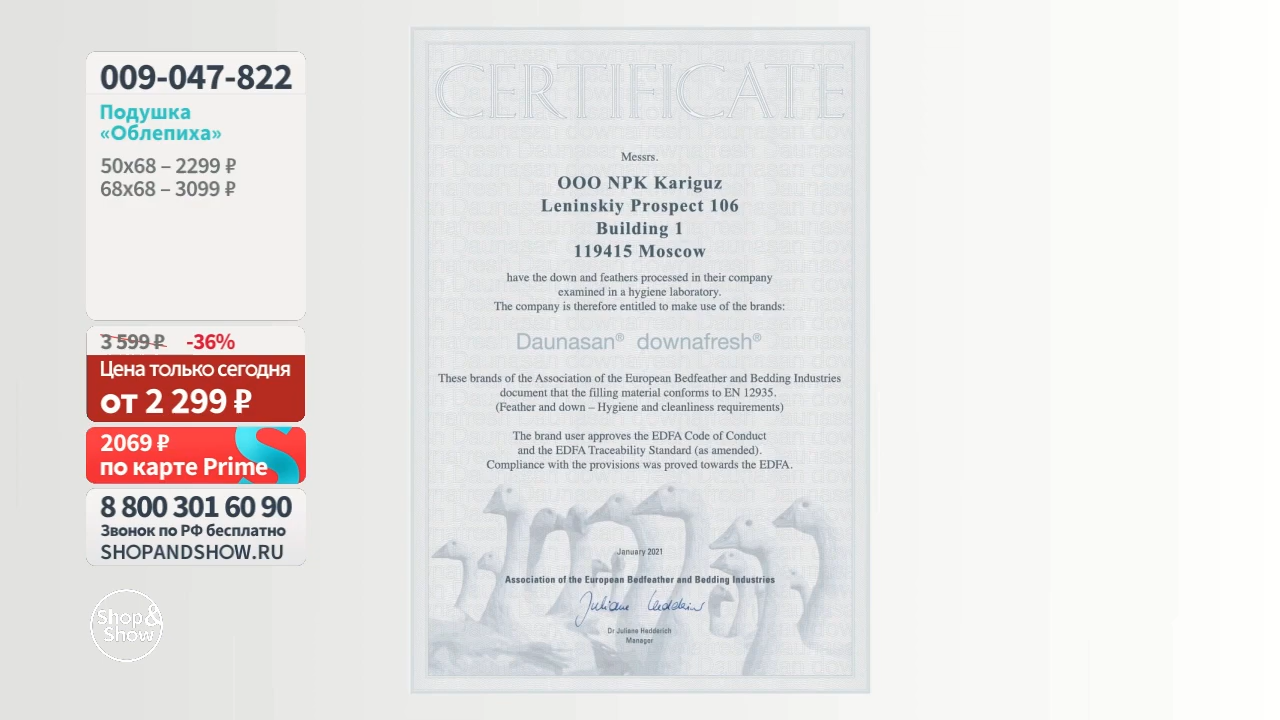 009-047-822
Подушка
«Облепиха»
50x68 – 2299 ₽
68x68 – 3099 ₽
3 599 ₽ -36%
Цена только сегодня
от 2 299 ₽
2069 ₽
по карте Prime
8 800 301 60 90
Звонок по РФ бесплатно
SHOPANDSHOW.RU
Shop&
Show
CERTIFICATE
Messrs.
OOO NPK Kariguz
Leninskiy Prospect 106
Building 1
119415 Moscow
have the down and feathers processed in their company
examined in a hygiene laboratory.
The company is therefore entitled to make use of the brands:
Daunasan® downafresh®
These brands of the Association of the European Bedfeather and Bedding Industries
document that the filling material conforms to EN 12935.
(Feather and down – Hygiene and cleanliness requirements)
The brand user approves the EDFA Code of Conduct
and the EDFA Traceability Standard (as amended).
Compliance with the provisions was proved towards the EDFA.
January 2021
Association of the European Bedfeather and Bedding Industries
Dr Juliane Hedderich
Manager